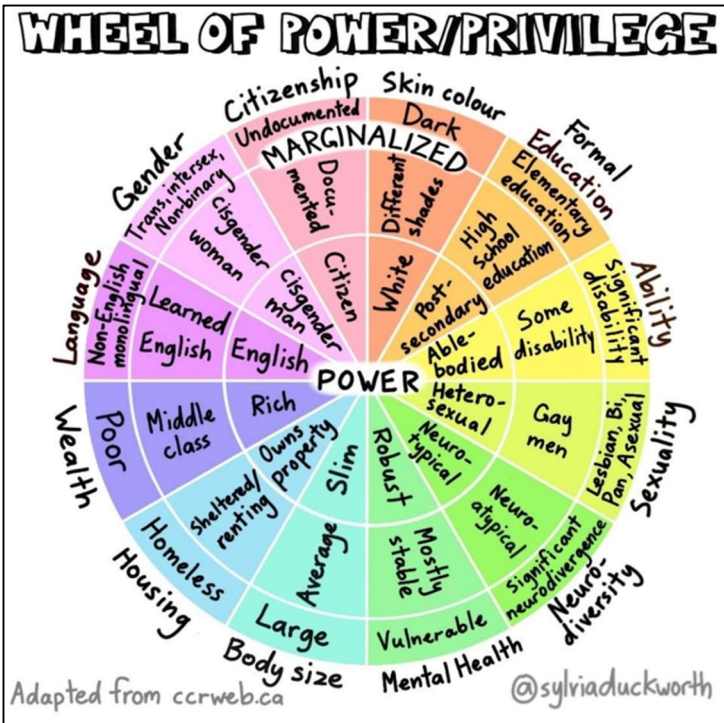 WHEEL OF POWER/PRIVILEGE
Citizenship
Undocumented
Docu-
mented
Citizen
Skin colour
Dark
Different
shades
White
Formal
Education
Elementary
education
High
School
education
Post-
secondary
Ability
Significant
disability
Some
disability
Able-
bodied
Sexuality
Lesbian, Bi,
Pan, Asexual
Gay
men
Hetero-
sexual
Neuro-
diversity
Significant
neurodivergence
Neuro-
atypical
Neuro-
typical
Mental Health
Vulnerable
Mostly
stable
Robust
Body size
Large
Average
Slim
Housing
Homeless
Sheltered/
renting
Owns
property
Wealth
Poor
Middle
class
Rich
Language
Non-English
monolingual
Learned
English
English
Gender
Trans, intersex,
Nonbinary
cisgender
woman
cisgender
man
MARGINALIZED
POWER
Adapted from ccrweb.ca
@sylviaduckworth